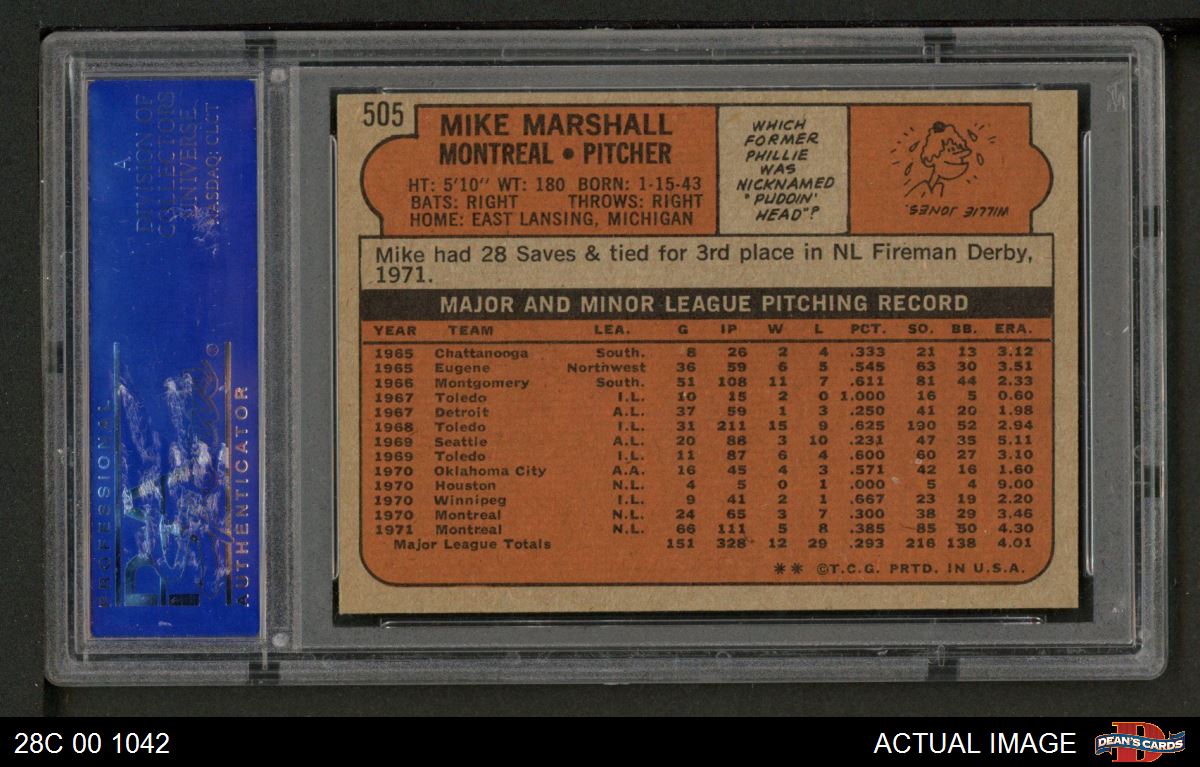 A
DIVISION OF
COLLECTORS
UNIVERSE
NASDAQ: CLCT
PROFESSIONAL
AUTHENTICATOR
505
MIKE MARSHALL
MONTREAL • PITCHER
HT: 5'10" WT: 180 BORN: 1-15-43
BATS: RIGHT THROWS: RIGHT
HOME: EAST LANSING, MICHIGAN
WHICH
FORMER
PHILLIE
WAS
NICKNAMED
"PUDDIN'
HEAD"?
WILLIE JONES.
Mike had 28 Saves & tied for 3rd place in NL Fireman Derby,
1971.
MAJOR AND MINOR LEAGUE PITCHING RECORD
YEAR TEAM LEA. G IP W L PCT. SO. BB. ERA.
1965 Chattanooga South. 8 26 2 4 .333 21 13 3.12
1965 Eugene Northwest 36 59 6 5 .545 63 30 3.51
1966 Montgomery South. 51 108 11 7 .611 81 44 2.33
1967 Toledo I.L. 10 15 2 0 1.000 16 5 0.60
1967 Detroit A.L. 37 59 1 3 .250 41 20 1.98
1968 Toledo I.L. 31 211 15 9 .625 190 52 2.94
1969 Seattle A.L. 20 88 3 10 .231 47 35 5.11
1969 Toledo I.L. 11 87 6 4 .600 60 27 3.10
1970 Oklahoma City A.A. 16 45 4 3 .571 42 16 1.60
1970 Houston N.L. 4 5 0 1 .000 5 4 9.00
1970 Winnipeg I.L. 9 41 2 1 .667 23 19 2.20
1970 Montreal N.L. 24 65 3 7 .300 38 29 3.46
1971 Montreal N.L. 66 111 5 8 .385 85 50 4.30
Major League Totals 151 328 12 29 .293 216 138 4.01
** ©T.C.G. PRTD. IN U.S.A.
28C 00 1042
ACTUAL IMAGE
D
DEAN'S CARDS